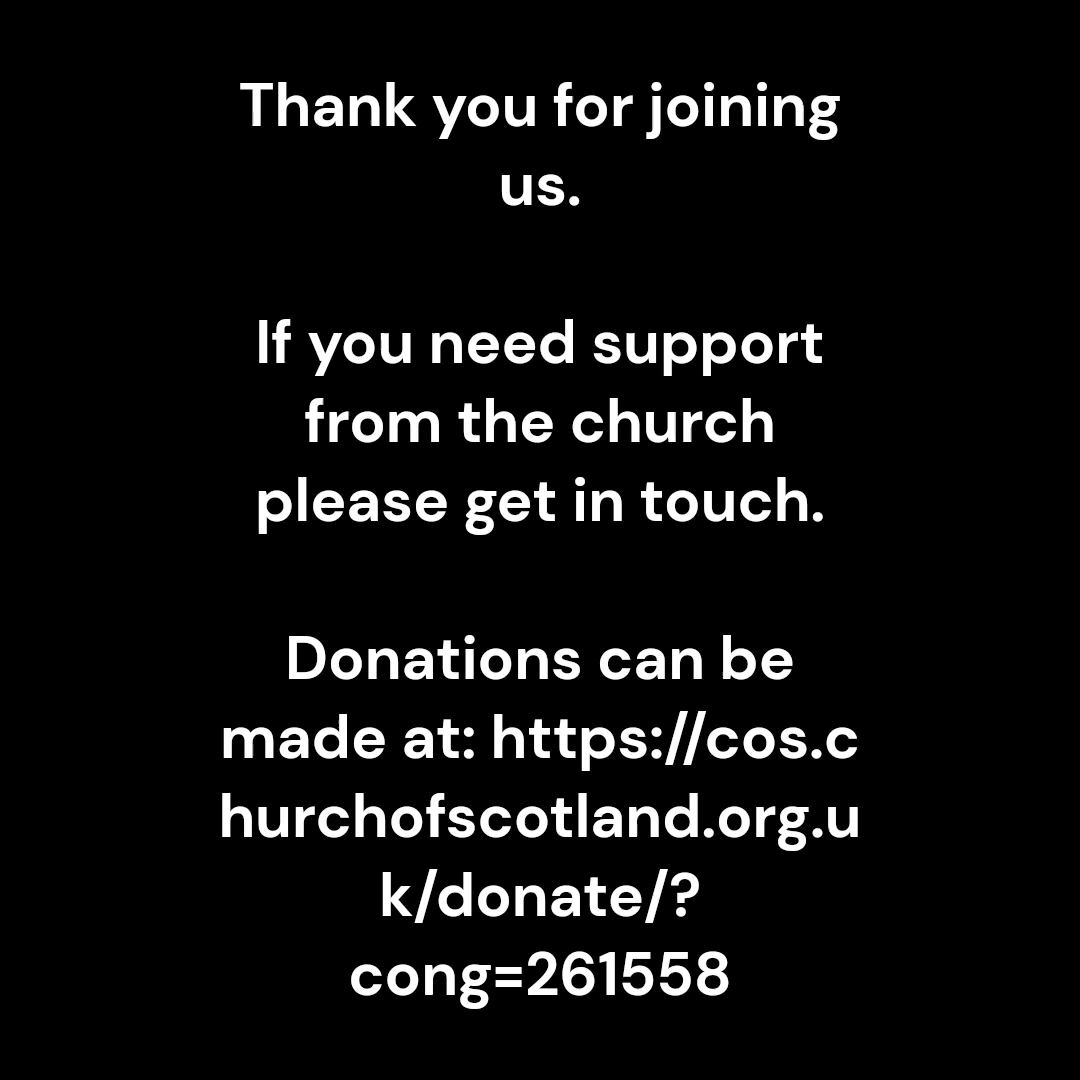 Thank you for joining
us.
If you need support
from the church
please get in touch.
Donations can be
made at: https://cos.c
hurchofscotland.org.u
k/donate/?
cong=261558